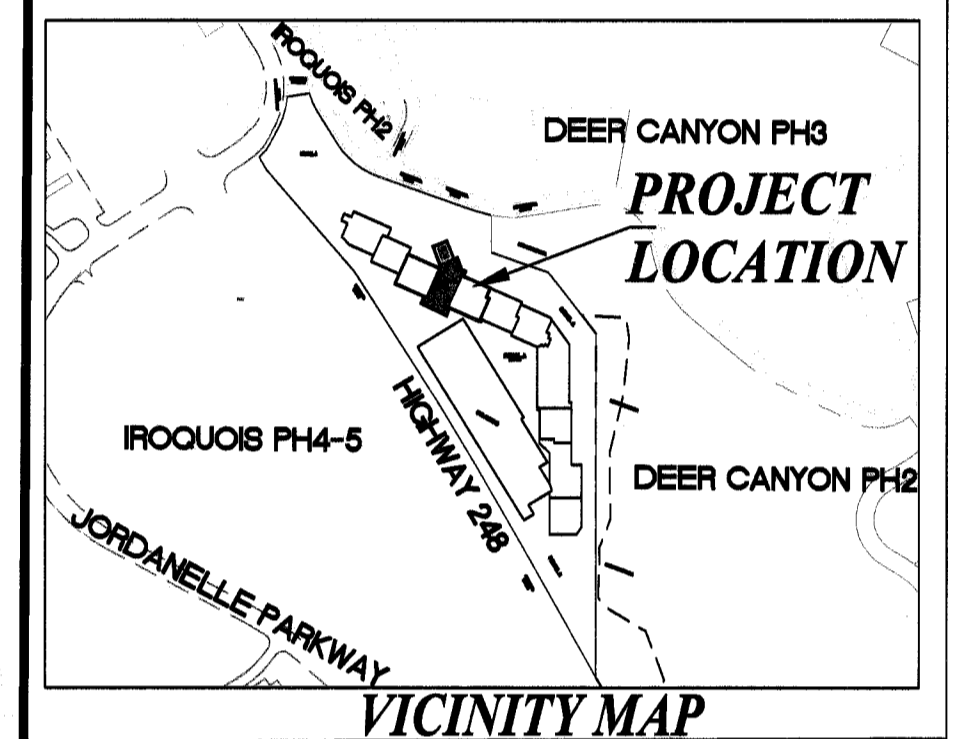 IROQUOIS PH2
DEER CANYON PH3
PROJECT
LOCATION
IROQUOIS PH4-5
HIGHWAY 248
DEER CANYON PH2
JORDANELLE PARKWAY
VICINITY MAP